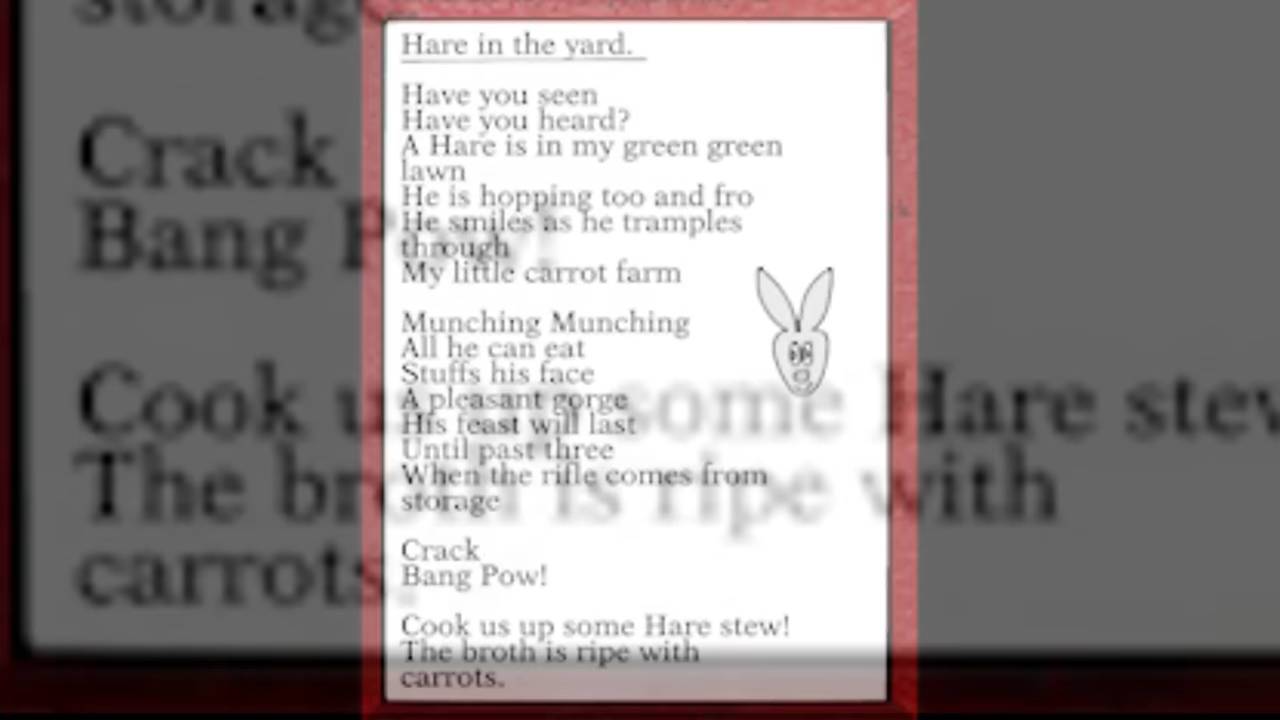 Hare in the yard.
Have you seen
Have you heard?
A Hare is in my green green
lawn
He is hopping too and fro
He smiles as he tramples
through
My little carrot farm
Munching Munching
All he can eat
Stuffs his face
A pleasant gorge
His feast will last
Until past three
When the rifle comes from
storage
Crack
Bang Pow!
Cook us up some Hare stew!
The broth is ripe with
carrots.